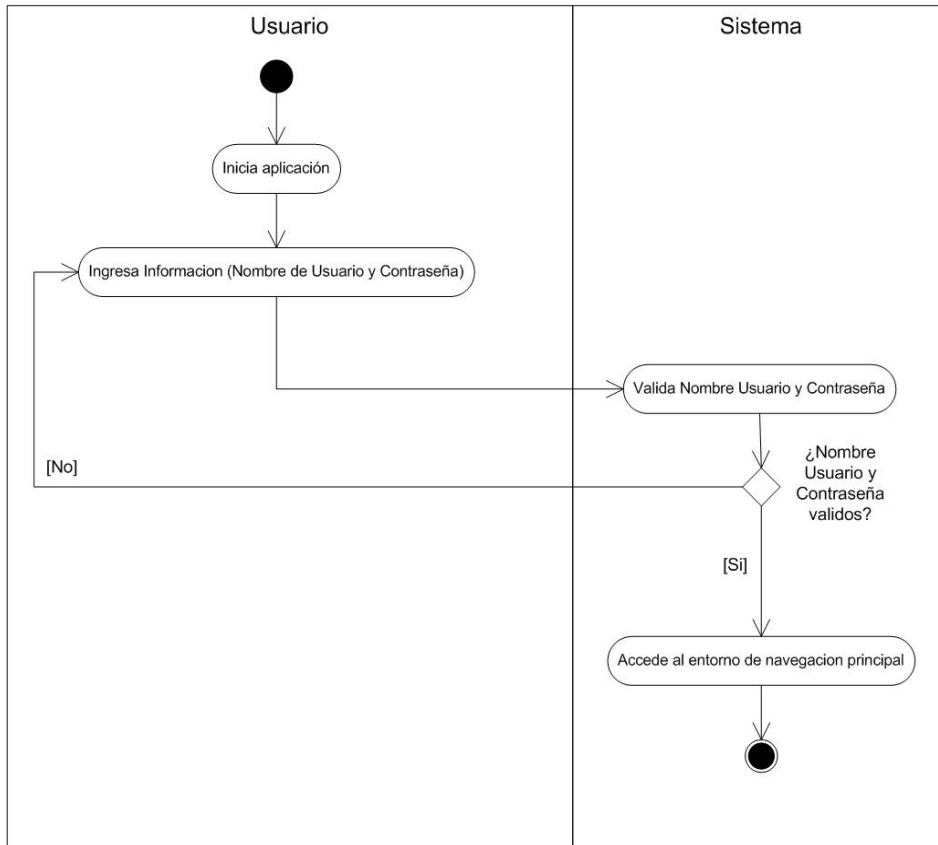 Usuario
Sistema
Inicia aplicación
Ingresa Informacion (Nombre de Usuario y Contraseña)
Valida Nombre Usuario y Contraseña
[No]
¿Nombre
Usuario y
Contraseña
validos?
[Si]
Accede al entorno de navegacion principal